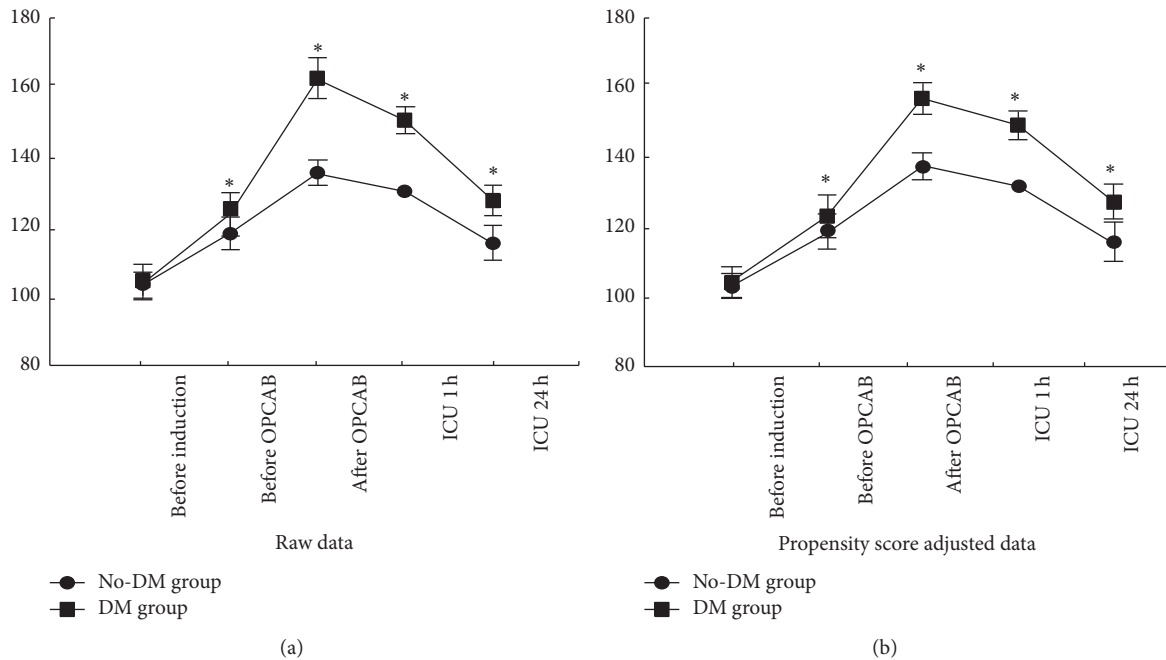 180
160
140
120
100
80
*
*
*
*
Before induction
Before OPCAB
After OPCAB
ICU 1 h
ICU 24 h
Raw data
No-DM group
DM group
(a)
180
160
140
120
100
80
*
*
*
*
Before induction
Before OPCAB
After OPCAB
ICU 1 h
ICU 24 h
Propensity score adjusted data
No-DM group
DM group
(b)